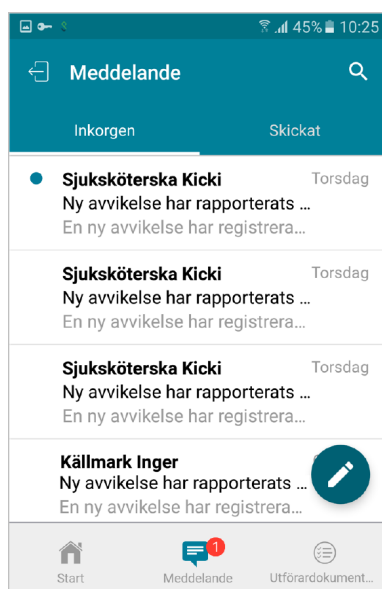 45% 10:25
Meddelande
Inkorgen Skickat
Sjuksköterska Kicki Torsdag
Ny avvikelse har rapporterats ...
En ny avvikelse har registrera...
Sjuksköterska Kicki Torsdag
Ny avvikelse har rapporterats ...
En ny avvikelse har registrera...
Sjuksköterska Kicki Torsdag
Ny avvikelse har rapporterats ...
En ny avvikelse har registrera...
Källmark Inger
Ny avvikelse har rapporterats ...
En ny avvikelse har registrera...
1
Start Meddelande Utförardokument...